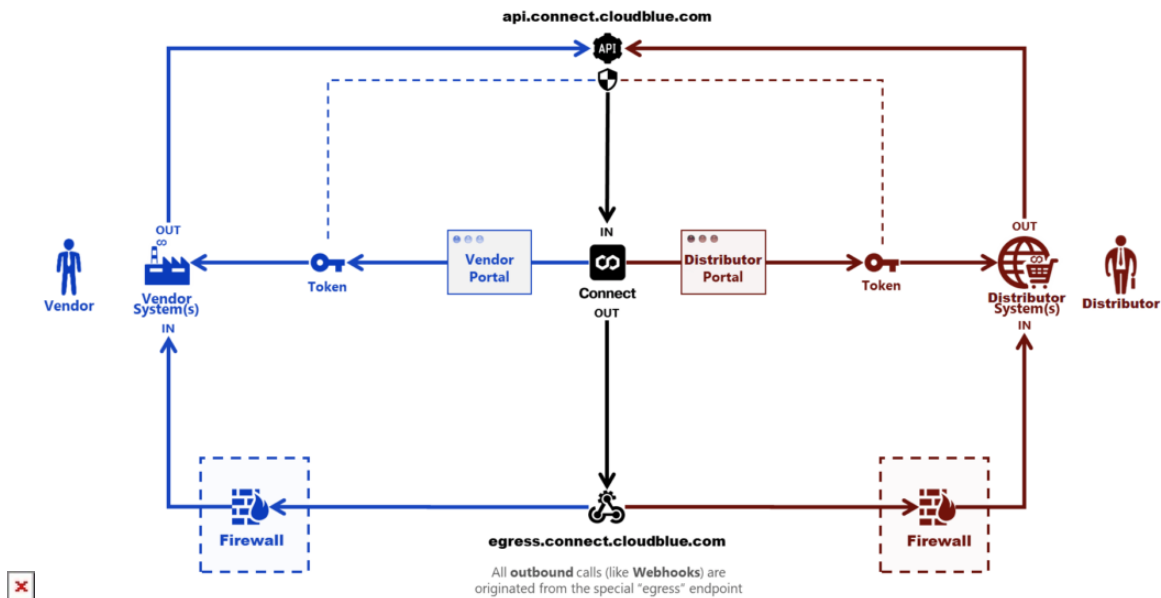 api.connect.cloudblue.com
API
OUT
IN
OUT
Vendor
Portal
Distributor
Portal
Vendor
Vendor
System(s)
Token
Connect
Token
Distributor
System(s)
Distributor
IN
OUT
IN
Firewall
Firewall
egress.connect.cloudblue.com
All outbound calls (like Webhooks) are
originated from the special "egress" endpoint